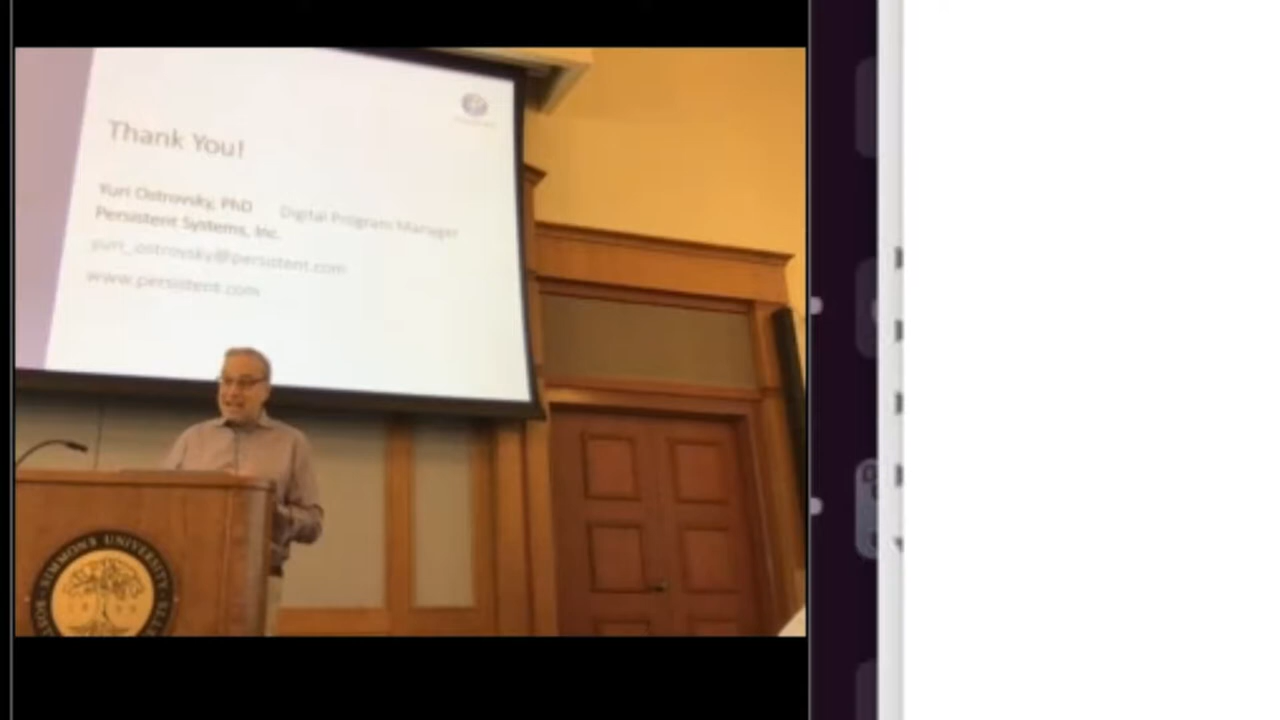 Thank You!
Yuri Ostrovsky, PhD Digital Program Manager
Persistent Systems, Inc.
yuri_ostrovsky@persistent.com
www.persistent.com
SIMMONS UNIVERSITY